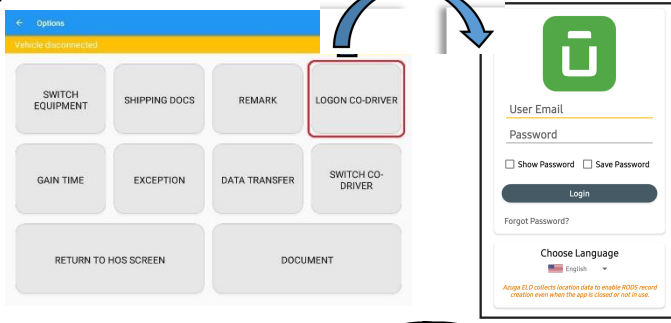 Options
Vehicle disconnected
SWITCH
EQUIPMENT
SHIPPING DOCS
REMARK
LOGON CO-DRIVER
GAIN TIME
EXCEPTION
DATA TRANSFER
SWITCH CO-
DRIVER
RETURN TO HOS SCREEN
DOCUMENT
User Email
Password
Show Password
Save Password
Login
Forgot Password?
Choose Language
English
Azuga ELD collects location data to enable RODS record
creation even when the app is closed or not in use.